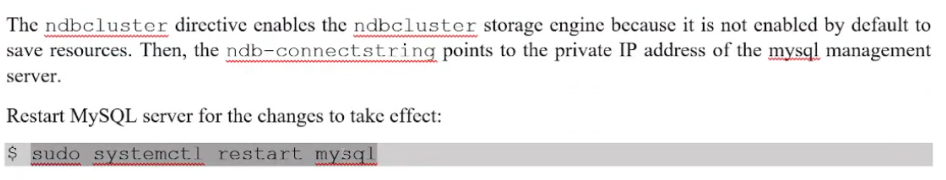 The ndbcluster directive enables the ndbcluster storage engine because it is not enabled by default to
save resources. Then, the ndb-connectstring points to the private IP address of the mysql management
server.
Restart MySQL server for the changes to take effect:
$ sudo systemctl restart mysql